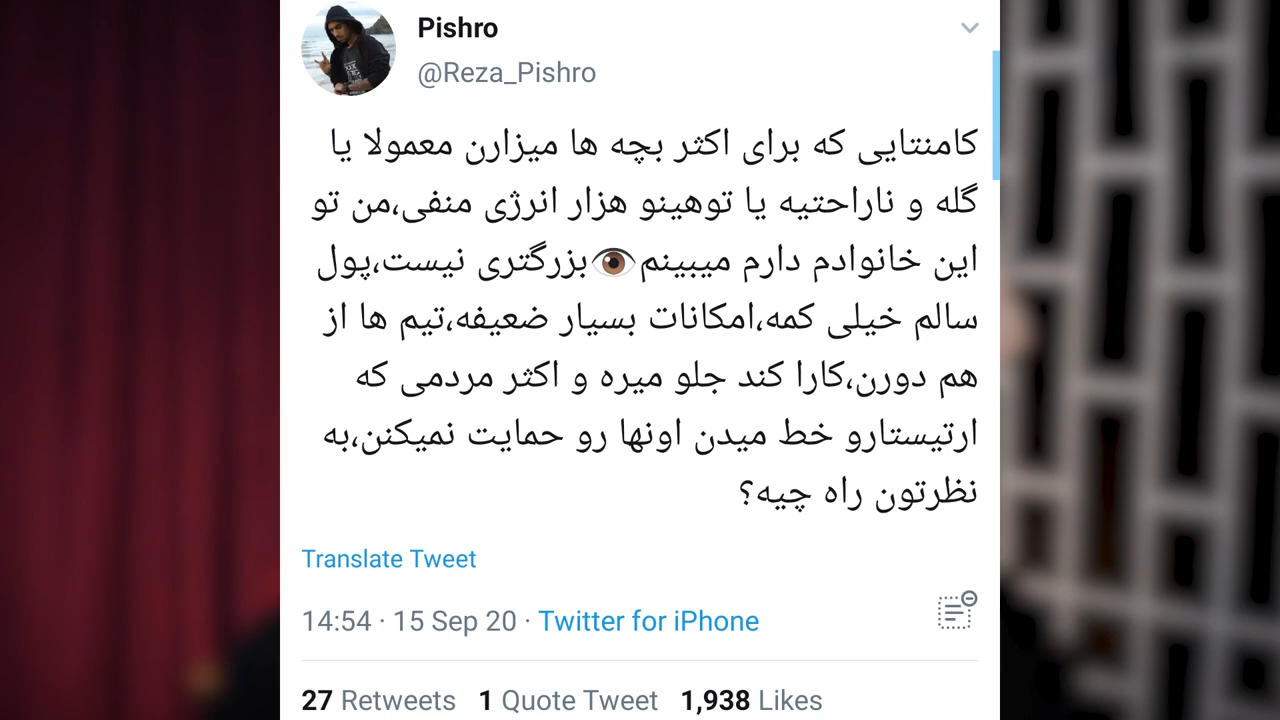 Pishro
@Reza_Pishro
کامنتایی که برای اکثر بچه ها میزارن معمولا یا
گله و ناراحتیه یا توهینو هزار انرژی منفی،من تو
این خانوادم دارم میبینم👁بزرگتری نیست،پول
سالم خیلی کمه،امکانات بسیار ضعیفه،تیم ها از
هم دورن،کارا کند جلو میره و اکثر مردمی که
ارتیستارو خط میدن اونها رو حمایت نمیکنن،به
نظرتون راه چیه؟
Translate Tweet
14:54 · 15 Sep 20 · Twitter for iPhone
27 Retweets 1 Quote Tweet 1,938 Likes